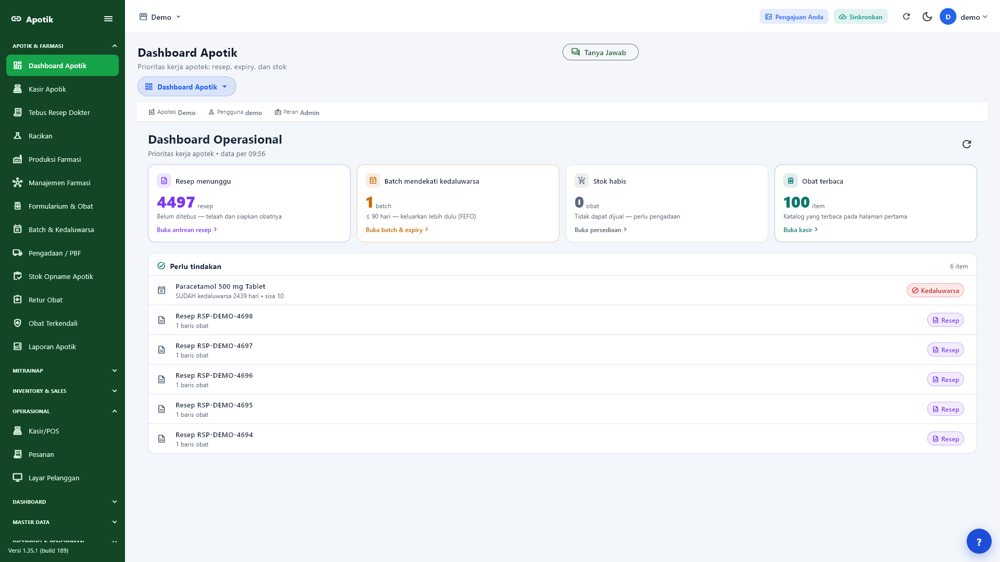 Apotik
APOTIK & FARMASI
Dashboard Apotik
Kasir Apotik
Tebus Resep Dokter
Racikan
Produksi Farmasi
Manajemen Farmasi
Formularium & Obat
Batch & Kedaluwarsa
Pengadaan / PBF
Stok Opname Apotik
Retur Obat
Obat Terkendali
Laporan Apotik
MITRAINAP
INVENTORY & SALES
OPERASIONAL
Kasir/POS
Pesanan
Layar Pelanggan
DASHBOARD
MASTER DATA
DISTRIBUSI & PENGIRIMAN
Versi 1.35.1 (build 189)
Demo
Pengajuan Anda
Sinkronkan
D
demo
Dashboard Apotik
Prioritas kerja apotek: resep, expiry, dan stok
Tanya Jawab
Dashboard Apotik
Apotek Demo · Pengguna demo · Peran Admin
Dashboard Operasional
Prioritas kerja apotek • data per 09:56
Resep menunggu
4497 resep
Belum ditebus — telaah dan siapkan obatnya
Buka antrean resep
Batch mendekati kedaluwarsa
1 batch
≤ 90 hari — keluarkan lebih dulu (FEFO)
Buka batch & expiry
Stok habis
0 obat
Tidak dapat dijual — perlu pengadaan
Buka persediaan
Obat terbaca
100 item
Katalog yang terbaca pada halaman pertama
Buka kasir
Perlu tindakan
6 item
Paracetamol 500 mg Tablet
SUDAH kedaluwarsa 2439 hari • sisa 10
Kedaluwarsa
Resep RSP-DEMO-4698
1 baris obat
Resep
Resep RSP-DEMO-4697
1 baris obat
Resep
Resep RSP-DEMO-4696
1 baris obat
Resep
Resep RSP-DEMO-4695
1 baris obat
Resep
Resep RSP-DEMO-4694
1 baris obat
Resep
?